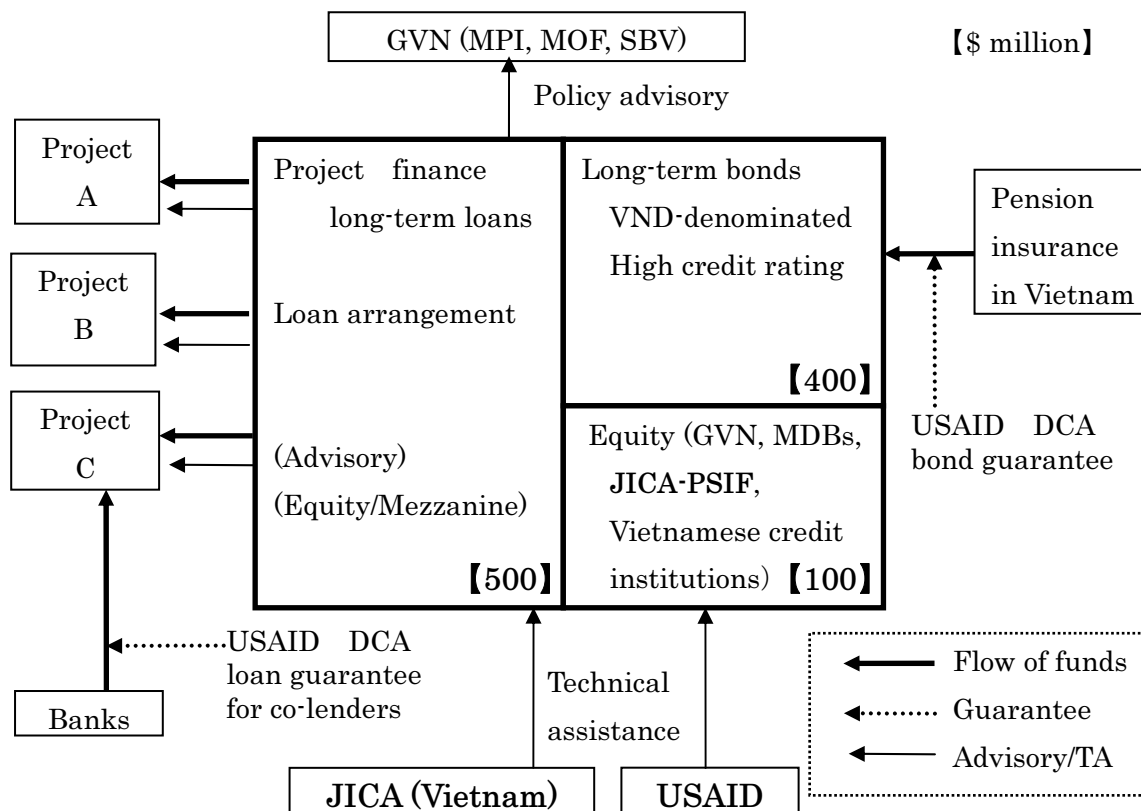 GVN (MPI, MOF, SBV)
【$ million】
Policy advisory
Project
A
Project finance
long-term loans
Long-term bonds
VND-denominated
High credit rating
Pension
insurance
in Vietnam
Project
B
Loan arrangement
【400】
Project
C
(Advisory)
(Equity/Mezzanine)
【500】
Equity (GVN, MDBs,
JICA-PSIF,
Vietnamese credit
institutions) 【100】
USAID DCA
bond guarantee
USAID DCA
loan guarantee
for co-lenders
Banks
Technical
assistance
Flow of funds
Guarantee
Advisory/TA
JICA (Vietnam)
USAID